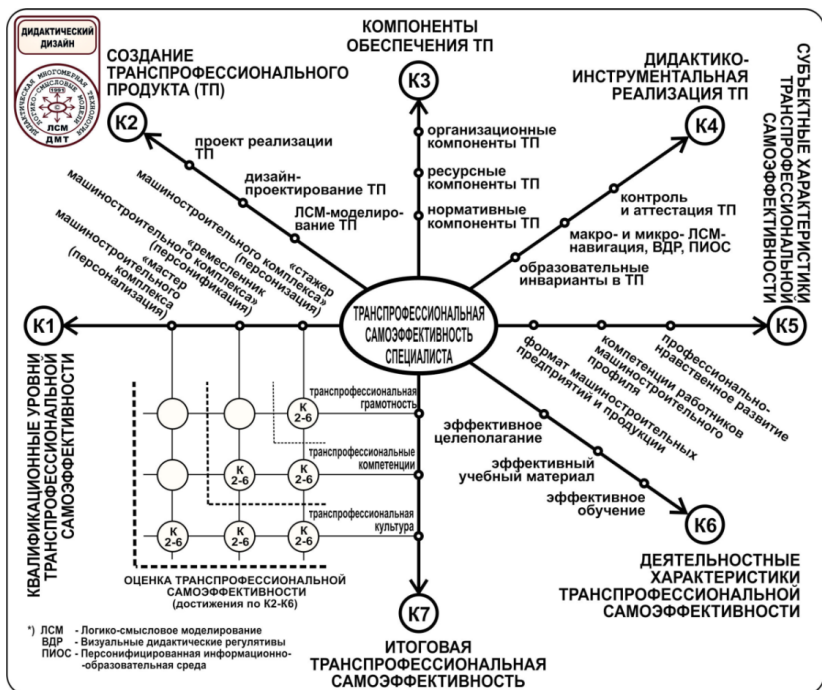 ДИДАКТИЧЕСКИЙ
ДИЗАЙН
ДИДАКТИЧЕСКАЯ МНОГОМЕРНАЯ ТЕХНОЛОГИЯ
ЛОГИКО-СМЫСЛОВЫЕ МОДЕЛИ
1991
©
ЛСМ
ДМТ
СОЗДАНИЕ
ТРАНСПРОФЕССИОНАЛЬНОГО
ПРОДУКТА (ТП)
К2
проект реализации
ТП
дизайн-
проектирование ТП
ЛСМ-моделиро-
вание ТП
КОМПОНЕНТЫ
ОБЕСПЕЧЕНИЯ ТП
К3
организационные
компоненты ТП
ресурсные
компоненты ТП
нормативные
компоненты ТП
ДИДАКТИКО-
ИНСТРУМЕНТАЛЬНАЯ
РЕАЛИЗАЦИЯ ТП
К4
контроль
и аттестация ТП
макро- и микро- ЛСМ-
навигация, ВДР, ПИОС
образовательные
инварианты в ТП
СУБЪЕКТНЫЕ ХАРАКТЕРИСТИКИ
ТРАНСПРОФЕССИОНАЛЬНОЙ
САМОЭФФЕКТИВНОСТИ
К5
профессионально-
нравственное развитие
компетенции работников
машиностроительного
профиля
формат машиностроительных
предприятий и продукции
ТРАНСПРОФЕССИОНАЛЬНАЯ
САМОЭФФЕКТИВНОСТЬ
СПЕЦИАЛИСТА
«стажер
машиностроительного комплекса»
(персонизация)
«ремесленник
машиностроительного комплекса»
(персонификация)
«мастер
машиностроительного
комплекса
(персонализация)
К1
КВАЛИФИКАЦИОННЫЕ УРОВНИ
ТРАНСПРОФЕССИОНАЛЬНОЙ
САМОЭФФЕКТИВНОСТИ
транспрофессиональная
грамотность
К
2-6
транспрофессиональные
компетенции
К
2-6
К
2-6
транспрофессиональная
культура
К
2-6
К
2-6
К
2-6
ОЦЕНКА ТРАНСПРОФЕССИОНАЛЬНОЙ
САМОЭФФЕКТИВНОСТИ
(достижения по К2-К6)
эффективное
целеполагание
эффективный
учебный материал
эффективное
обучение
К6
ДЕЯТЕЛЬНОСТНЫЕ
ХАРАКТЕРИСТИКИ
ТРАНСПРОФЕССИОНАЛЬНОЙ
САМОЭФФЕКТИВНОСТИ
К7
ИТОГОВАЯ
ТРАНСПРОФЕССИОНАЛЬНАЯ
САМОЭФФЕКТИВНОСТЬ
*) ЛСМ - Логико-смысловое моделирование
ВДР - Визуальные дидактические регулятивы
ПИОС - Персонифицированная информационно-
-образовательная среда